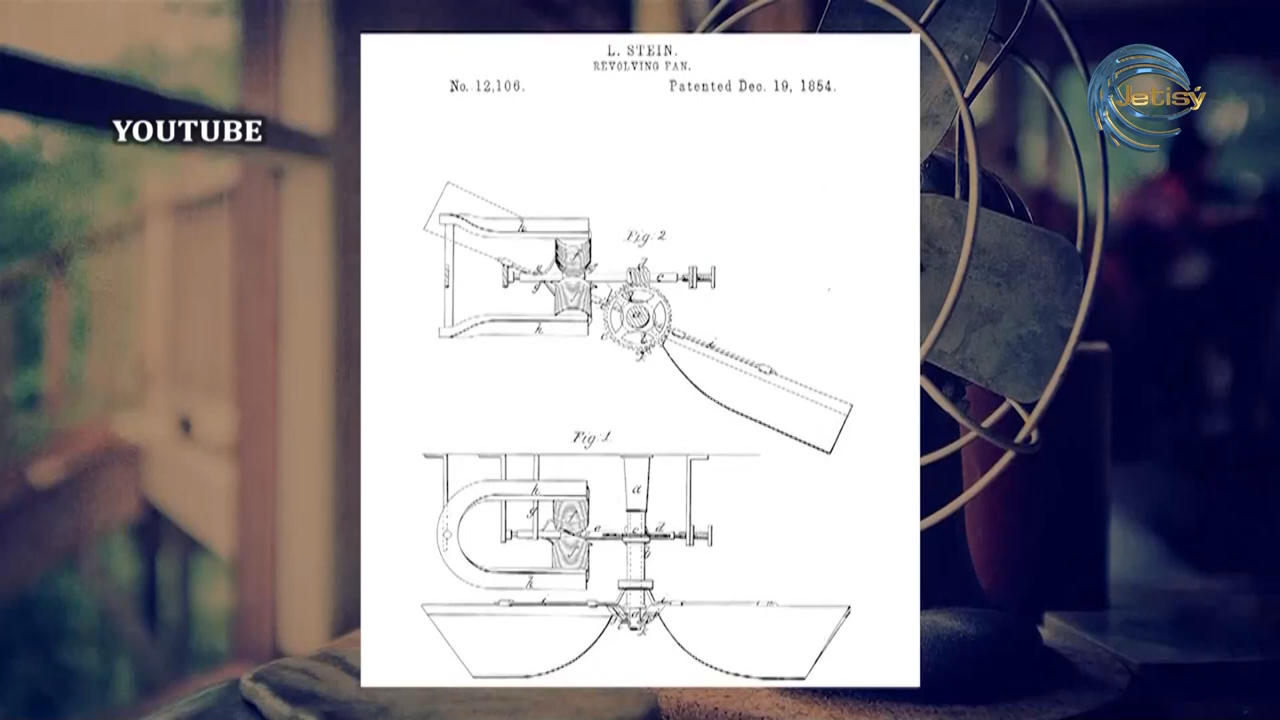 L. STEIN.
REVOLVING FAN.
No. 12,106.
Patented Dec. 19, 1854.
YOUTUBE
Jetisý
Fig. 2
h
h
c
Fig. 1
h
a
g
e
c
d
h